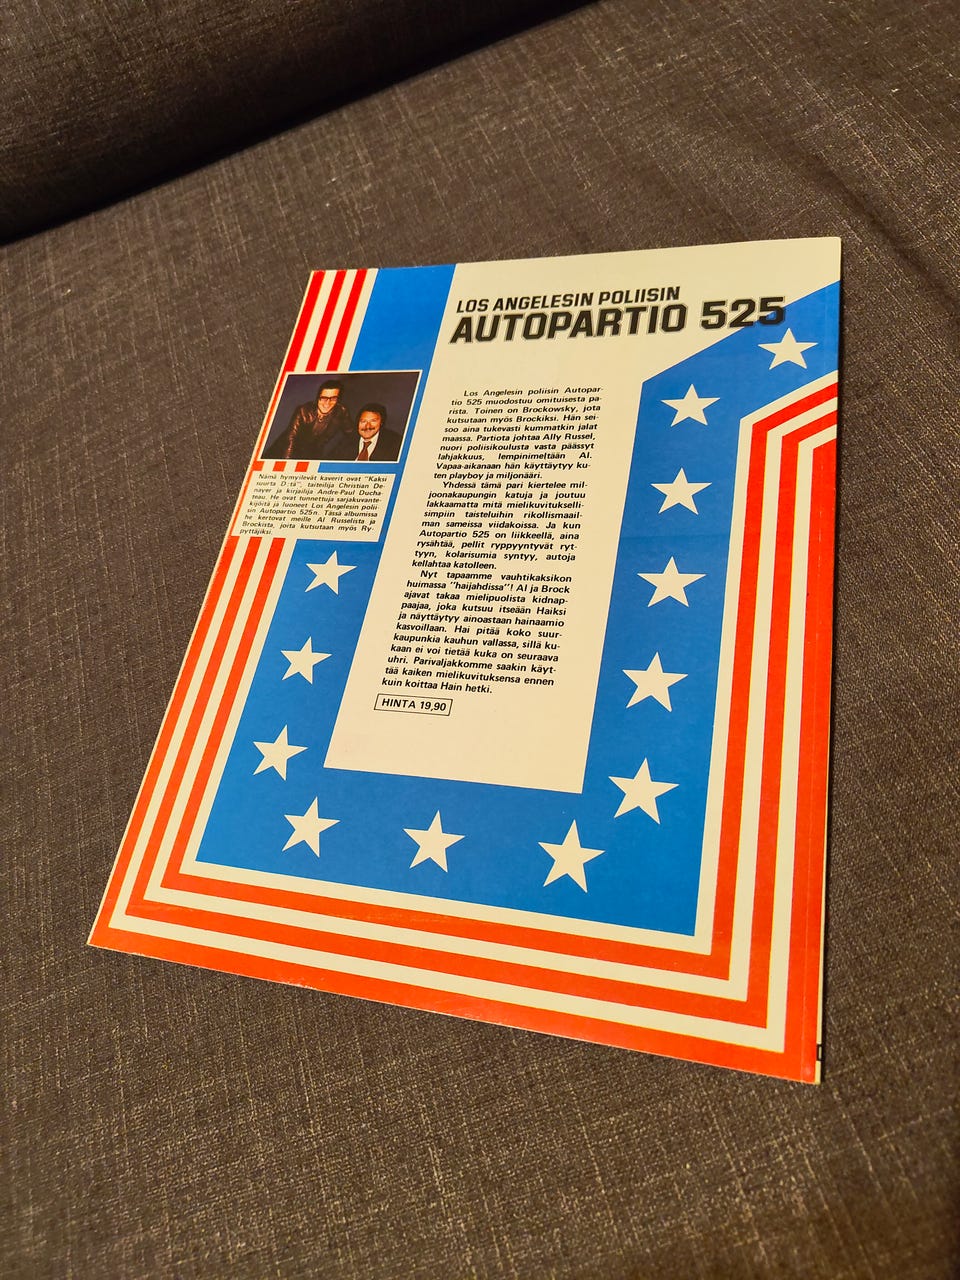 LOS ANGELESIN POLIISIN
AUTOPARTIO 525
Los Angelesin poliisin Autopar-
tio 525 muodostuu omituisesta pa-
rista. Toinen on Brockowsky, jota
kutsutaan myös Brockiksi. Hän sei-
soo aina tukevasti kummatkin jalat
maassa. Partiota johtaa Ally Russel,
nuori poliisikoulusta vasta päässyt
lahjakkuus, lempinimeltään Al.
Vapaa-aikanaan hän käyttäytyy ku-
ten playboy ja miljonääri.
Yhdessä tämä pari kiertelee mil-
joonakaupungin katuja ja joutuu
lakkaamatta mitä mielikuvitukselli-
simpiin taisteluihin rikollismaail-
man sameissa viidakoissa. Ja kun
Autopartio 525 on liikkeellä, aina
rysähtää, pellit ryppyyntyvät ryt-
tyyn, kolarisumia syntyy, autoja
kellahtaa katolleen.
Nyt tapaamme vauhtikaksikon
huimassa "haijahdissa"! Al ja Brock
ajavat takaa mielipuolista kidnap-
paajaa, joka kutsuu itseään Haiksi
ja näyttäytyy ainoastaan hainaamio
kasvoillaan. Hai pitää koko suur-
kaupunkia kauhun vallassa, sillä ku-
kaan ei voi tietää kuka on seuraava
uhri. Parivaljakkomme saakin käyt-
tää kaiken mielikuvituksensa ennen
kuin koittaa Hain hetki.
HINTA 19,90
Nämä hymyilevät kaverit ovat "Kaksi
suurta D:tä", taiteilija Christian De-
nayer ja kirjailija Andre-Paul Ducha-
teau. He ovat tunnettuja sarjakuvante-
kijöitä ja luoneet Los Angelesin polii-
sin Autopartio 525:n. Tässä albumissa
he kertovat meille Al Russelista ja
Brockista, joita kutsutaan myös Ry-
pyttäjiksi.